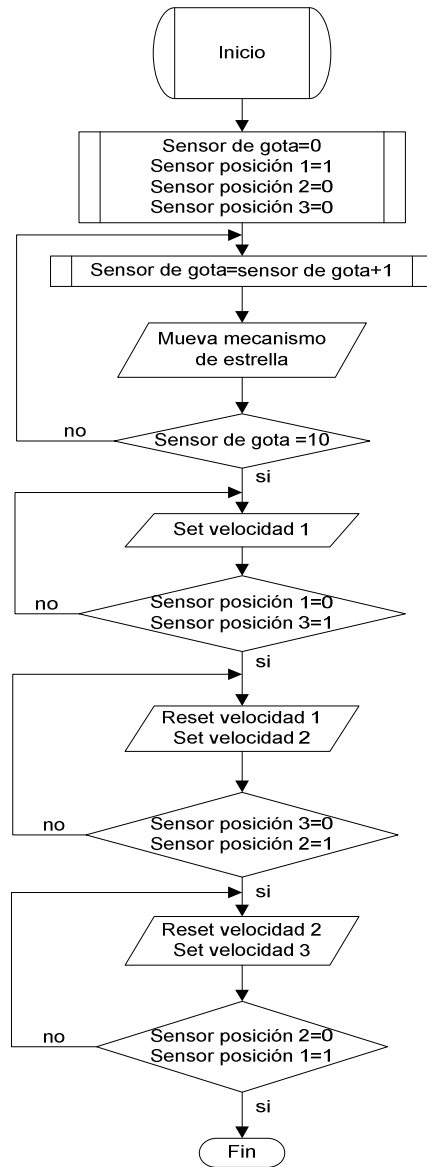 Inicio
Sensor de gota=0
Sensor posición 1=1
Sensor posición 2=0
Sensor posición 3=0
Sensor de gota=sensor de gota+1
Mueva mecanismo
de estrella
no
Sensor de gota =10
si
Set velocidad 1
no
Sensor posición 1=0
Sensor posición 3=1
si
Reset velocidad 1
Set velocidad 2
no
Sensor posición 3=0
Sensor posición 2=1
si
Reset velocidad 2
Set velocidad 3
no
Sensor posición 2=0
Sensor posición 1=1
si
Fin